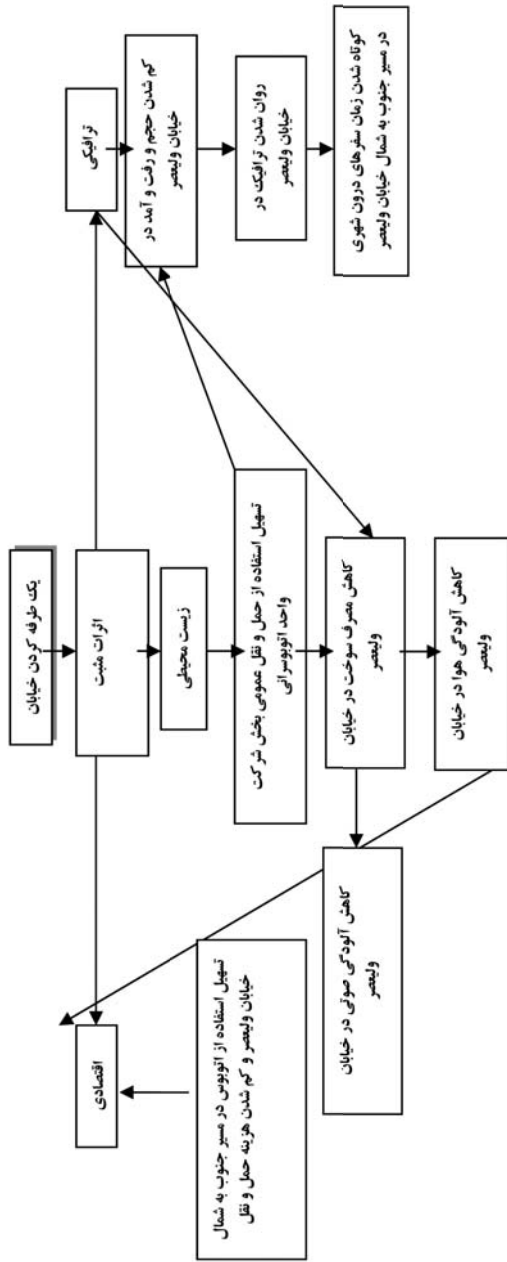 یک طرفه کردن خیابان
اثرات مثبت
ترافیکی
زیست محیطی
اقتصادی
کم شدن حجم و رفت و آمد در
خیابان ولیعصر
روان شدن ترافیک در
خیابان ولیعصر
کوتاه شدن زمان سفرهای درون شهری
در مسیر جنوب به شمال خیابان ولیعصر
تسهیل استفاده از حمل و نقل عمومی بخش شرکت
واحد اتوبوسرانی
کاهش مصرف سوخت در خیابان
ولیعصر
کاهش آلودگی هوا در خیابان
ولیعصر
کاهش آلودگی صوتی در خیابان
ولیعصر
تسهیل استفاده از اتوبوس در مسیر جنوب به شمال
خیابان ولیعصر و کم شدن هزینه حمل و نقل